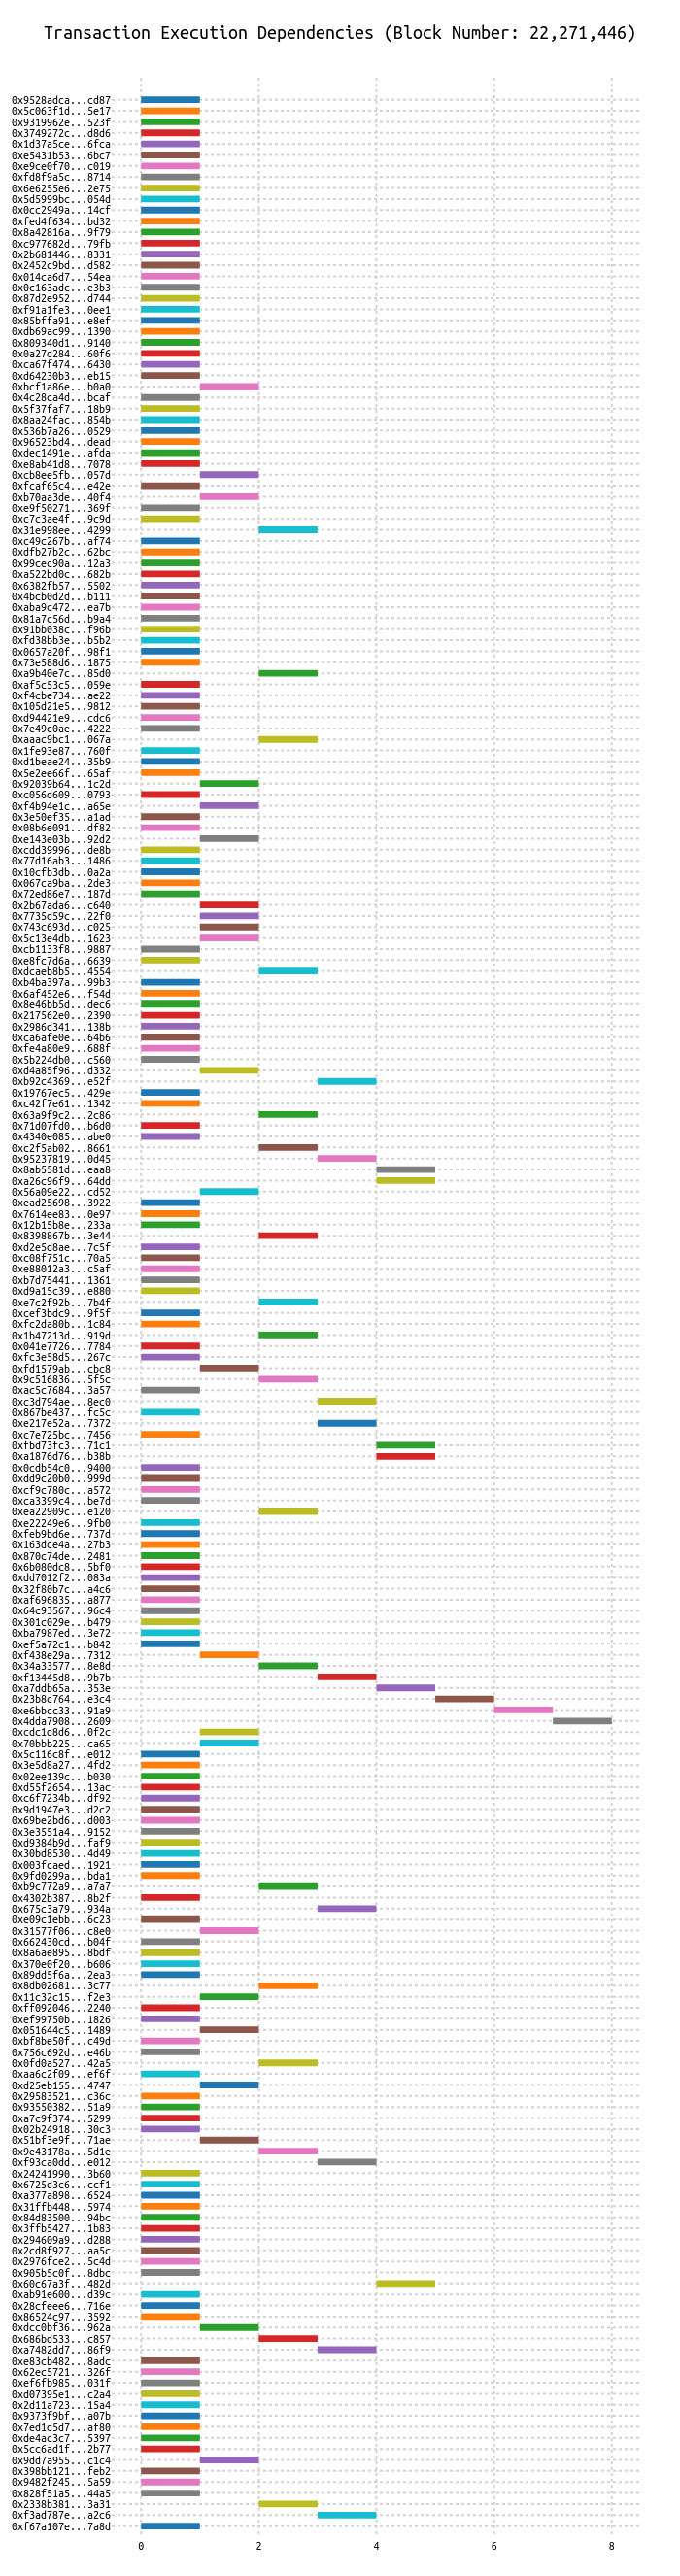 Transaction Execution Dependencies (Block Number: 22,271,446)
0x9528adca...cd87
0x5c063f1d...5e17
0x9319962e...523f
0x3749272c...d8d6
0x1d37a5ce...6fca
0xe5431b53...6bc7
0xe9ce0f70...c019
0xfd8f9a5c...8714
0x6e6255e6...2e75
0x5d5999bc...054d
0x0cc2949a...14cf
0xfed4f634...bd32
0x8a42816a...9f79
0xc977682d...79fb
0x2b681446...8331
0x2452c9bd...d582
0x014ca6d7...54ea
0x0c163adc...e3b3
0x87d2e952...d744
0xf91a1fe3...0ee1
0x85bffa91...e8ef
0xdb69ac99...1390
0x809340d1...9140
0x0a27d284...60f6
0xca67f474...6430
0xd64230b3...eb15
0xbcf1a86e...b0a0
0x4c28ca4d...bcaf
0x5f37faf7...18b9
0x8aa24fac...854b
0x536b7a26...0529
0x96523bd4...dead
0xdec1491e...afda
0xe8ab41d8...7078
0xcb8ee5fb...057d
0xfcaf65c4...e42e
0xb70aa3de...40f4
0xe9f50271...369f
0xc7c3ae4f...9c9d
0x31e998ee...4299
0xc49c267b...af74
0xdfb27b2c...62bc
0x99cec90a...12a3
0xa522bd0c...682b
0x6382fb57...5502
0x4bcb0d2d...b111
0xaba9c472...ea7b
0x81a7c56d...b9a4
0x91bb038c...f96b
0xfd38bb3e...b5b2
0x0657a20f...98f1
0x73e588d6...1875
0xa9b40e7c...85d0
0xaf5c53c5...059e
0xf4cbe734...ae22
0x105d21e5...9812
0xd94421e9...cdc6
0x7e49c0ae...4222
0xaaac9bc1...067a
0x1fe93e87...760f
0xd1beae24...35b9
0x5e2ee66f...65af
0x92039b64...1c2d
0xc056d609...0793
0xf4b94e1c...a65e
0x3e50ef35...a1ad
0x08b6e091...df82
0xe143e03b...92d2
0xcdd39996...de8b
0x77d16ab3...1486
0x10cfb3db...0a2a
0x067ca9ba...2de3
0x72ed86e7...187d
0x2b67ada6...c640
0x7735d59c...22f0
0x743c693d...c025
0x5c13e4db...1623
0xcb1133f8...9887
0xe8fc7d6a...6639
0xdcaeb8b5...4554
0xb4ba397a...99b3
0x6af452e6...f54d
0x8e46bb5d...dec6
0x217562e0...2390
0x2986d341...138b
0xca6afe0e...64b6
0xfe4a80e9...688f
0x5b224db0...c560
0xd4a85f96...d332
0xb92c4369...e52f
0x19767ec5...429e
0xc42f7e61...1342
0x63a9f9c2...2c86
0x71d07fd0...b6d0
0x4340e085...abe0
0xc2f5ab02...8661
0x95237819...0d45
0x8ab5581d...eaa8
0xa26c96f9...64dd
0x56a09e22...cd52
0xead25698...3922
0x7614ee83...0e97
0x12b15b8e...233a
0x8398867b...3e44
0xd2e5d8ae...7c5f
0xc08f751c...70a5
0xe88012a3...c5af
0xb7d75441...1361
0xd9a15c39...e880
0xe7c2f92b...7b4f
0xcef3bdc9...9f5f
0xfc2da80b...1c84
0x1b47213d...919d
0x041e7726...7784
0xfc3e58d5...267c
0xfd1579ab...cbc8
0x9c516836...5f5c
0xac5c7684...3a57
0xc3d794ae...8ec0
0x867be437...fc5c
0xe217e52a...7372
0xc7e725bc...7456
0xfbd73fc3...71c1
0xa1876d76...b38b
0x0cdb54c0...9400
0xdd9c20b0...999d
0xcf9c780c...a572
0xca3399c4...be7d
0xea22909c...e120
0xe22249e6...9fb0
0xfeb9bd6e...737d
0x163dce4a...27b3
0x870c74de...2481
0x6b080dc8...5bf0
0xdd7012f2...083a
0x32f80b7c...a4c6
0xaf696835...a877
0x64c93567...96c4
0x301c029e...b479
0xba7987ed...3e72
0xef5a72c1...b842
0xf438e29a...7312
0x34a33577...8e8d
0xf13445d8...9b7b
0xa7ddb65a...353e
0x23b8c764...e3c4
0xe6bbcc33...91a9
0x4dda7908...2609
0xcdc1d8d6...0f2c
0x70bbb225...ca65
0x5c116c8f...e012
0x3e5d8a27...4fd2
0x02ee139c...b030
0xd55f2654...13ac
0xc6f7234b...df92
0x9d1947e3...d2c2
0x69be2bd6...d003
0x3e3551a4...9152
0xd9384b9d...faf9
0x30bd8530...4d49
0x003fcaed...1921
0x9fd0299a...bda1
0xb9c772a9...a7a7
0x4302b387...8b2f
0x675c3a79...934a
0xe09c1ebb...6c23
0x31577f06...c8e0
0x662430cd...b04f
0x8a6ae895...8bdf
0x370e0f20...b606
0x89dd5f6a...2ea3
0x8db02681...3c77
0x11c32c15...f2e3
0xff092046...2240
0xef99750b...1826
0x051644c5...1489
0xbf8be50f...c49d
0x756c692d...e46b
0x0fd0a527...42a5
0xaa6c2f09...ef6f
0xd25eb155...4747
0x29583521...c36c
0x93550382...51a9
0xa7c9f374...5299
0x02b24918...30c3
0x51bf3e9f...71ae
0x9e43178a...5d1e
0xf93ca0dd...e012
0x24241990...3b60
0x6725d3c6...ccf1
0xa377a898...6524
0x31ffb448...5974
0x84d83500...94bc
0x3ffb5427...1b83
0x294609a9...d288
0x2cd8f927...aa5c
0x2976fce2...5c4d
0x905b5c0f...8dbc
0x60c67a3f...482d
0xab91e600...d39c
0x28cfeee6...716e
0x86524c97...3592
0xdcc0bf36...962a
0x686bd533...c857
0xa7482dd7...86f9
0xe83cb482...8adc
0x62ec5721...326f
0xef6fb985...031f
0xd07395e1...c2a4
0x2d11a723...15a4
0x9373f9bf...a07b
0x7ed1d5d7...af80
0xde4ac3c7...5397
0x5cc6ad1f...2b77
0x9dd7a955...c1c4
0x398bb121...feb2
0x9482f245...5a59
0x828f51a5...44a5
0x2338b381...3a31
0xf3ad787e...a2c6
0xf67a107e...7a8d
0 2 4 6 8